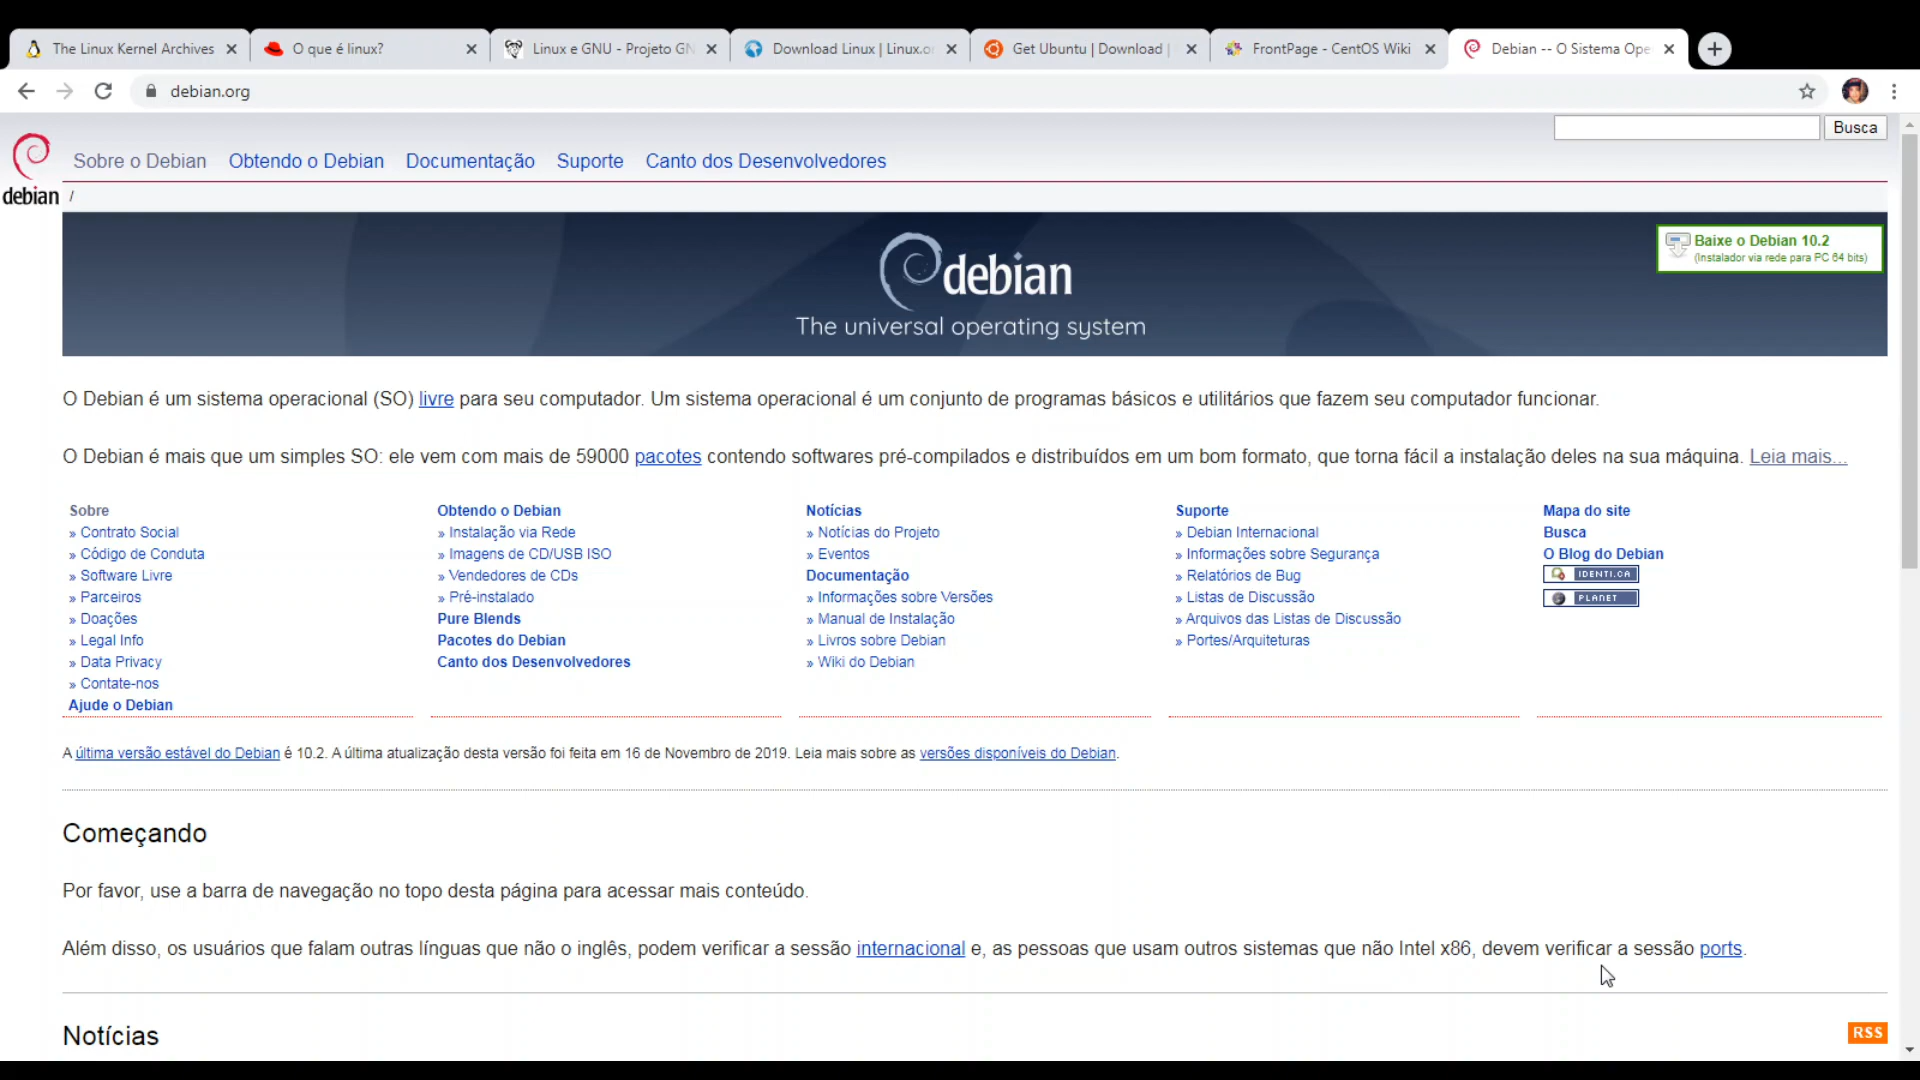 The Linux Kernel Archives
O que é linux?
Linux e GNU - Projeto GN
Download Linux | Linux.o
Get Ubuntu | Download |
FrontPage - CentOS Wiki
Debian -- O Sistema Ope
debian.org
Busca
Sobre o Debian Obtendo o Debian Documentação Suporte Canto dos Desenvolvedores
debian /
debian
The universal operating system
Baixe o Debian 10.2
(Instalador via rede para PC 64 bits)
O Debian é um sistema operacional (SO) livre para seu computador. Um sistema operacional é um conjunto de programas básicos e utilitários que fazem seu computador funcionar.
O Debian é mais que um simples SO: ele vem com mais de 59000 pacotes contendo softwares pré-compilados e distribuídos em um bom formato, que torna fácil a instalação deles na sua máquina. Leia mais...
Sobre
» Contrato Social
» Código de Conduta
» Software Livre
» Parceiros
» Doações
» Legal Info
» Data Privacy
» Contate-nos
Ajude o Debian
Obtendo o Debian
» Instalação via Rede
» Imagens de CD/USB ISO
» Vendedores de CDs
» Pré-instalado
Pure Blends
Pacotes do Debian
Canto dos Desenvolvedores
Notícias
» Notícias do Projeto
» Eventos
Documentação
» Informações sobre Versões
» Manual de Instalação
» Livros sobre Debian
» Wiki do Debian
Suporte
» Debian Internacional
» Informações sobre Segurança
» Relatórios de Bug
» Listas de Discussão
» Arquivos das Listas de Discussão
» Portes/Arquiteturas
Mapa do site
Busca
O Blog do Debian
IDENTI.CA
PLANET
A última versão estável do Debian é 10.2. A última atualização desta versão foi feita em 16 de Novembro de 2019. Leia mais sobre as versões disponíveis do Debian.
Começando
Por favor, use a barra de navegação no topo desta página para acessar mais conteúdo.
Além disso, os usuários que falam outras línguas que não o inglês, podem verificar a sessão internacional e, as pessoas que usam outros sistemas que não Intel x86, devem verificar a sessão ports.
Notícias
RSS